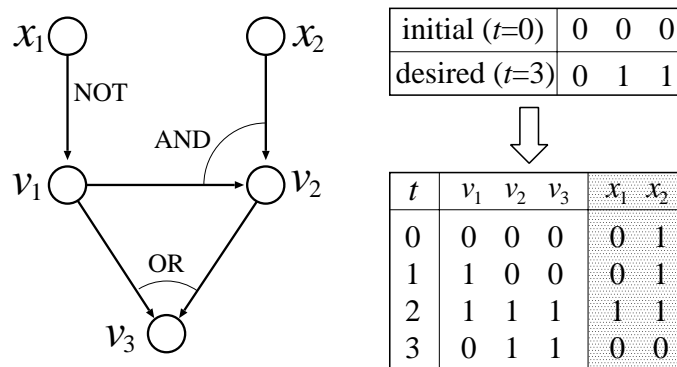 x1 x2
NOT
AND
v1 v2
OR
v3
initial (t=0) 0 0 0
desired (t=3) 0 1 1
t v1 v2 v3 x1 x2
0 0 0 0 0 1
1 1 0 0 0 1
2 1 1 1 1 1
3 0 1 1 0 0